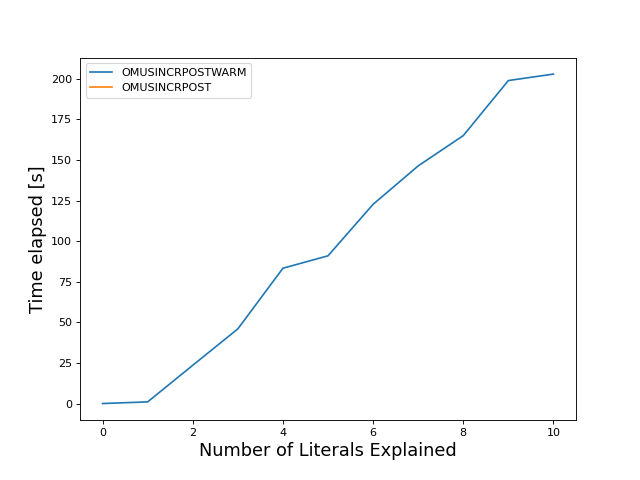 OMUSINCRPOSTWARM
OMUSINCRPOST
200
175
150
125
100
75
50
25
0
Time elapsed [s]
0 2 4 6 8 10
Number of Literals Explained